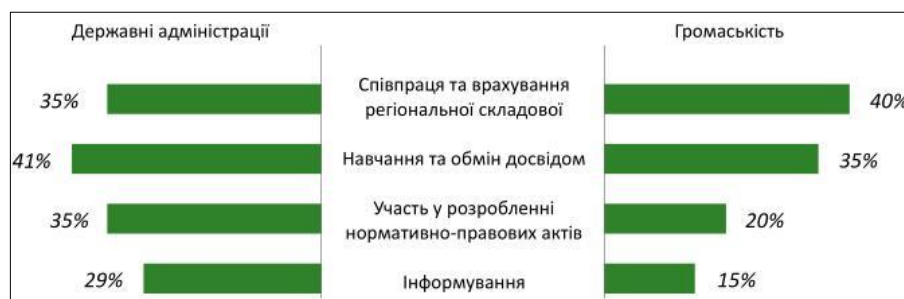 Державні адміністрації
Громаськість
35%
Співпраця та врахування
регіональної складової
40%
41%
Навчання та обмін досвідом
35%
35%
Участь у розробленні
нормативно-правових актів
20%
29%
Інформування
15%